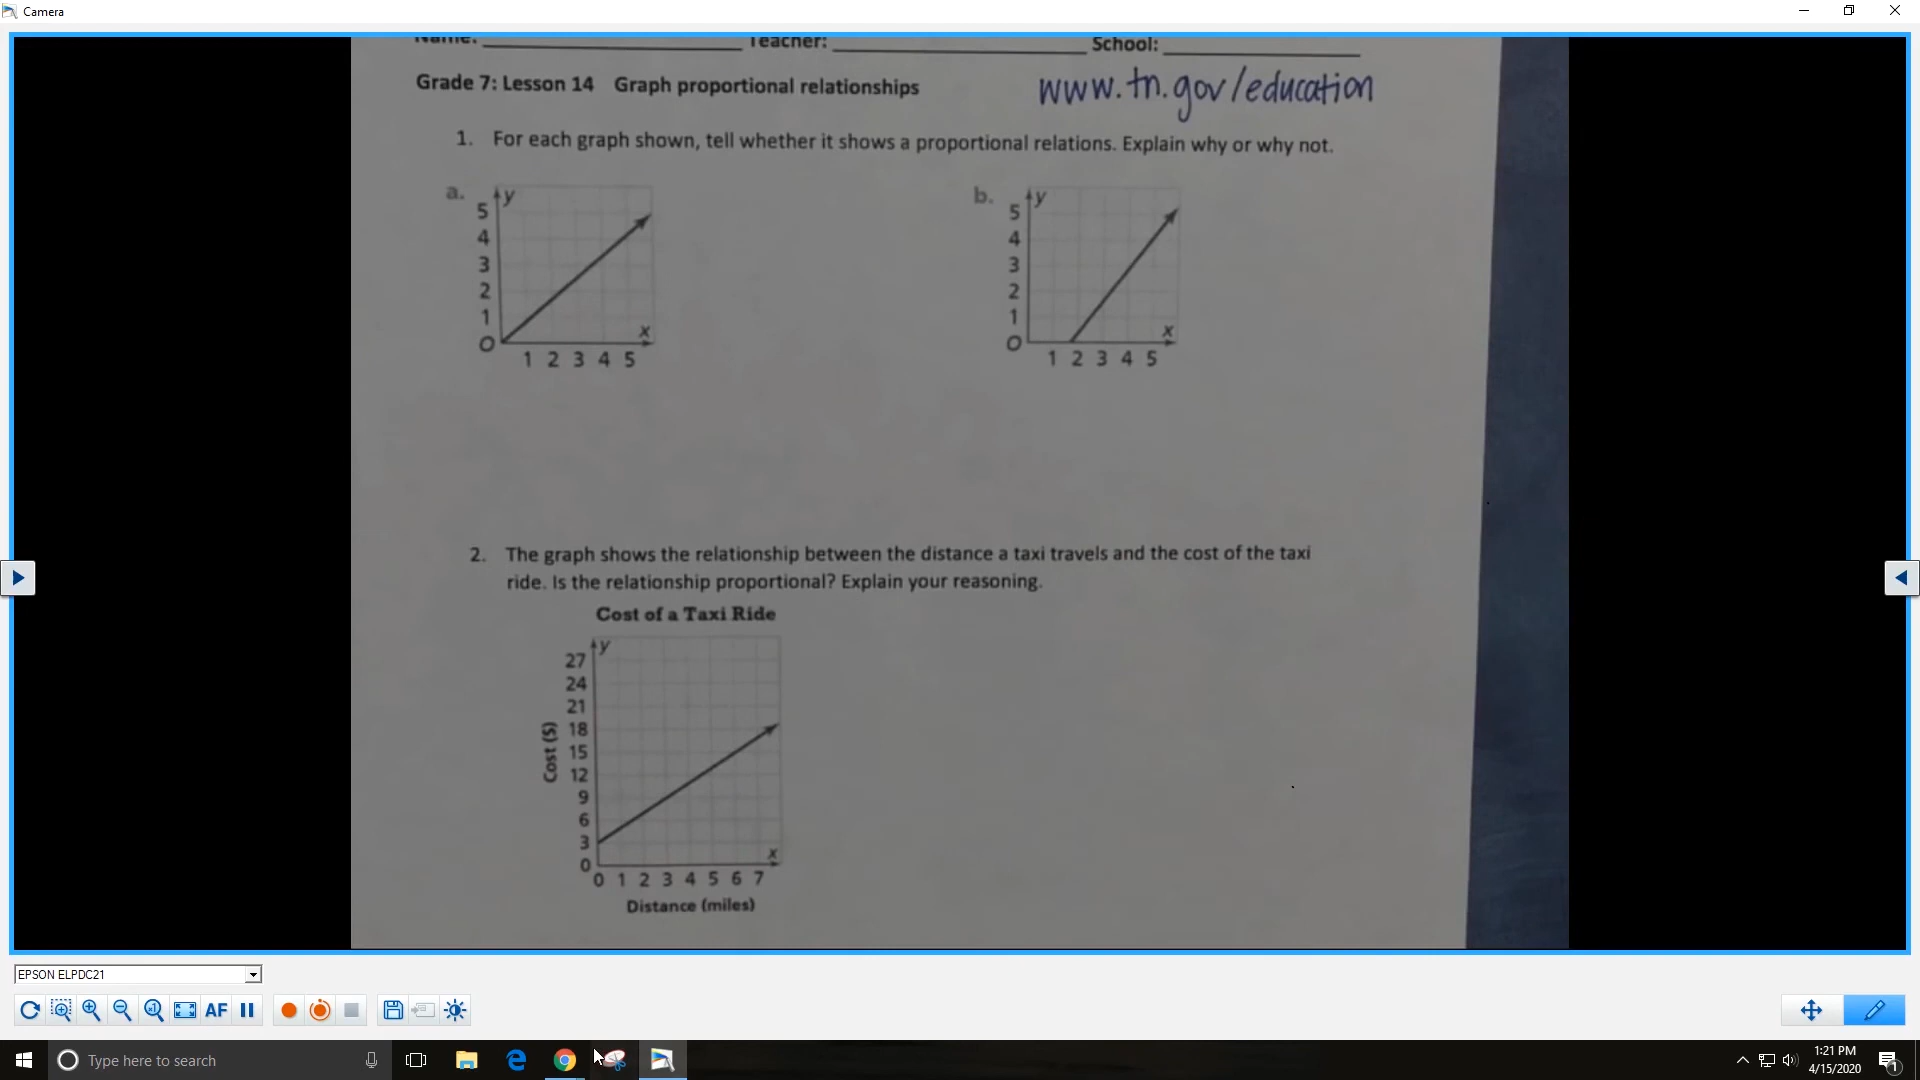 Camera
Name: Teacher: School:
Grade 7: Lesson 14 Graph proportional relationships
www.tn.gov/education
1. For each graph shown, tell whether it shows a proportional relations. Explain why or why not.
a.
y
5
4
3
2
1
O
x
1 2 3 4 5
b.
y
5
4
3
2
1
O
x
1 2 3 4 5
2. The graph shows the relationship between the distance a taxi travels and the cost of the taxi
ride. Is the relationship proportional? Explain your reasoning.
Cost of a Taxi Ride
y
27
24
21
18
15
12
9
6
3
0
Cost ($)
x
0 1 2 3 4 5 6 7
Distance (miles)
EPSON ELPDC21
x1
AF
Type here to search
1:21 PM
4/15/2020
1